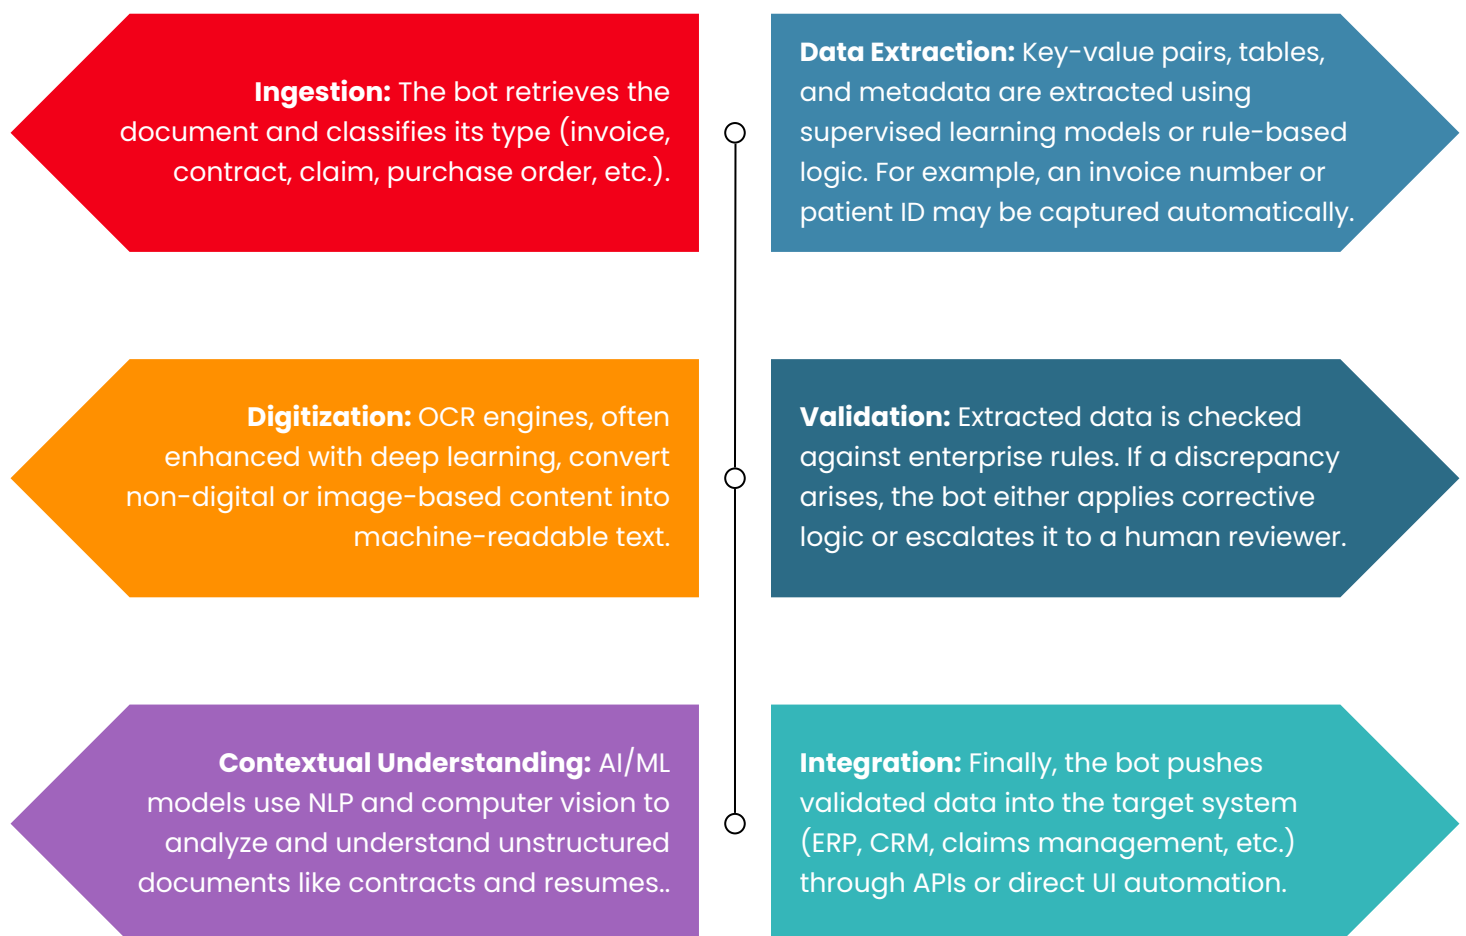 Ingestion: The bot retrieves the
document and classifies its type (invoice,
contract, claim, purchase order, etc.).
Digitization: OCR engines, often
enhanced with deep learning, convert
non-digital or image-based content into
machine-readable text.
Contextual Understanding: AI/ML
models use NLP and computer vision to
analyze and understand unstructured
documents like contracts and resumes..
Data Extraction: Key-value pairs, tables,
and metadata are extracted using
supervised learning models or rule-based
logic. For example, an invoice number or
patient ID may be captured automatically.
Validation: Extracted data is checked
against enterprise rules. If a discrepancy
arises, the bot either applies corrective
logic or escalates it to a human reviewer.
Integration: Finally, the bot pushes
validated data into the target system
(ERP, CRM, claims management, etc.)
through APIs or direct UI automation.